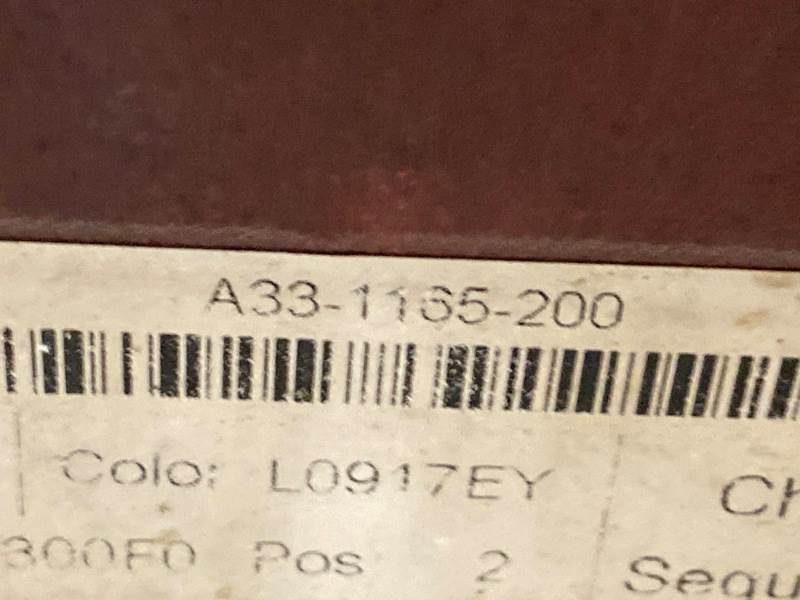 A33-1165-200
Colo: L0917EY CH
300F0 Pos 2 Sequ